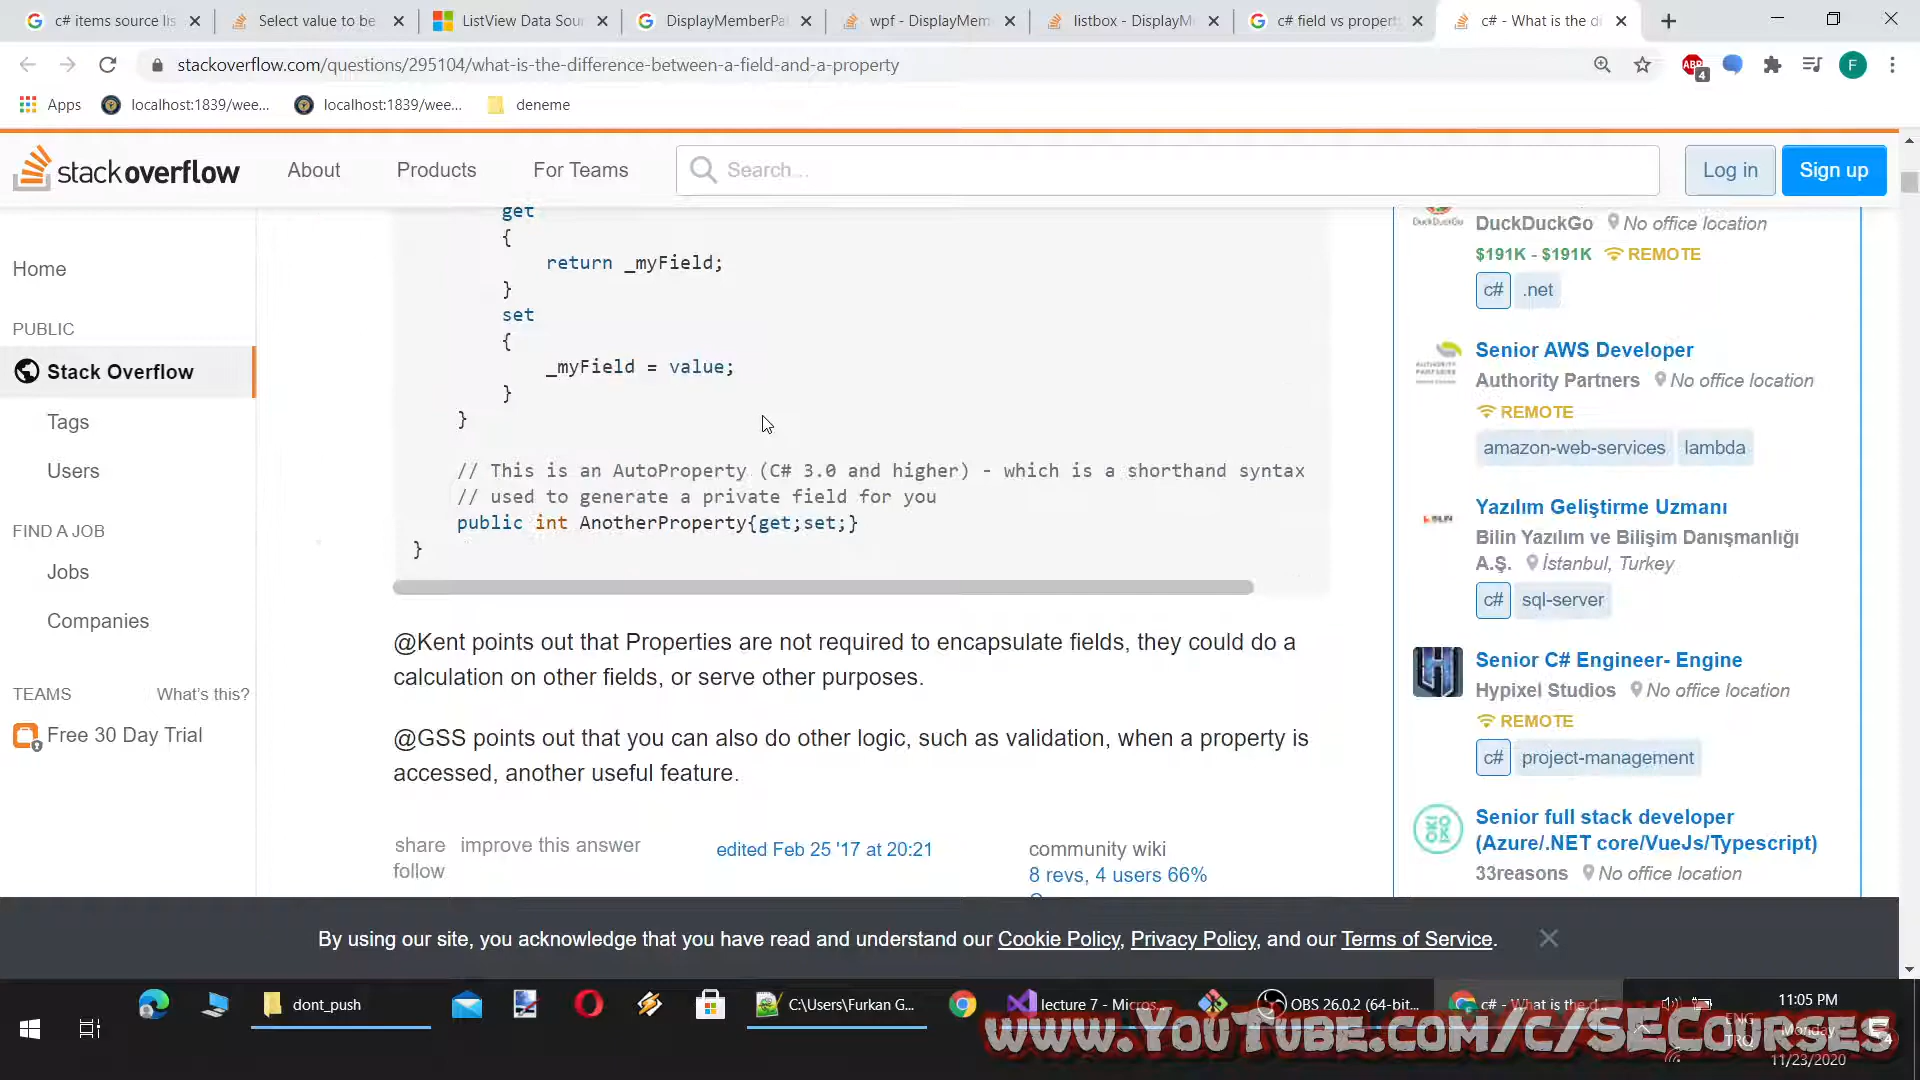 c# items source lis
Select value to be
ListView Data Sou
DisplayMemberPa
wpf - DisplayMem
listbox - DisplayM
c# field vs property
c# - What is the di
stackoverflow.com/questions/295104/what-is-the-difference-between-a-field-and-a-property
ABP
4
F
Apps
localhost:1839/wee...
localhost:1839/wee...
deneme
stackoverflow
About
Products
For Teams
Search...
Log in
Sign up
Home
PUBLIC
Stack Overflow
Tags
Users
FIND A JOB
Jobs
Companies
TEAMS
What's this?
Free 30 Day Trial
get
{
return _myField;
}
set
{
_myField = value;
}
}
// This is an AutoProperty (C# 3.0 and higher) - which is a shorthand syntax
// used to generate a private field for you
public int AnotherProperty{get;set;}
}
@Kent points out that Properties are not required to encapsulate fields, they could do a
calculation on other fields, or serve other purposes.
@GSS points out that you can also do other logic, such as validation, when a property is
accessed, another useful feature.
share improve this answer
follow
edited Feb 25 '17 at 20:21
community wiki
8 revs, 4 users 66%
DuckDuckGo
DuckDuckGo No office location
$191K - $191K REMOTE
c# .net
Senior AWS Developer
AUTHORITY
PARTNERS
Authority Partners No office location
REMOTE
amazon-web-services lambda
Yazılım Geliştirme Uzmanı
BILIN
Bilin Yazılım ve Bilişim Danışmanlığı
A.Ş. İstanbul, Turkey
c# sql-server
Senior C# Engineer- Engine
Hypixel Studios No office location
REMOTE
c# project-management
Senior full stack developer
(Azure/.NET core/VueJs/Typescript)
33reasons No office location
By using our site, you acknowledge that you have read and understand our Cookie Policy, Privacy Policy, and our Terms of Service.
dont_push
C:\Users\Furkan G...
lecture 7 - Micros...
OBS 26.0.2 (64-bit...
c# - What is the d...
11:05 PM
ENG
Monday
TRQ
11/23/2020
4
www.YouTube.com/c/SECourses